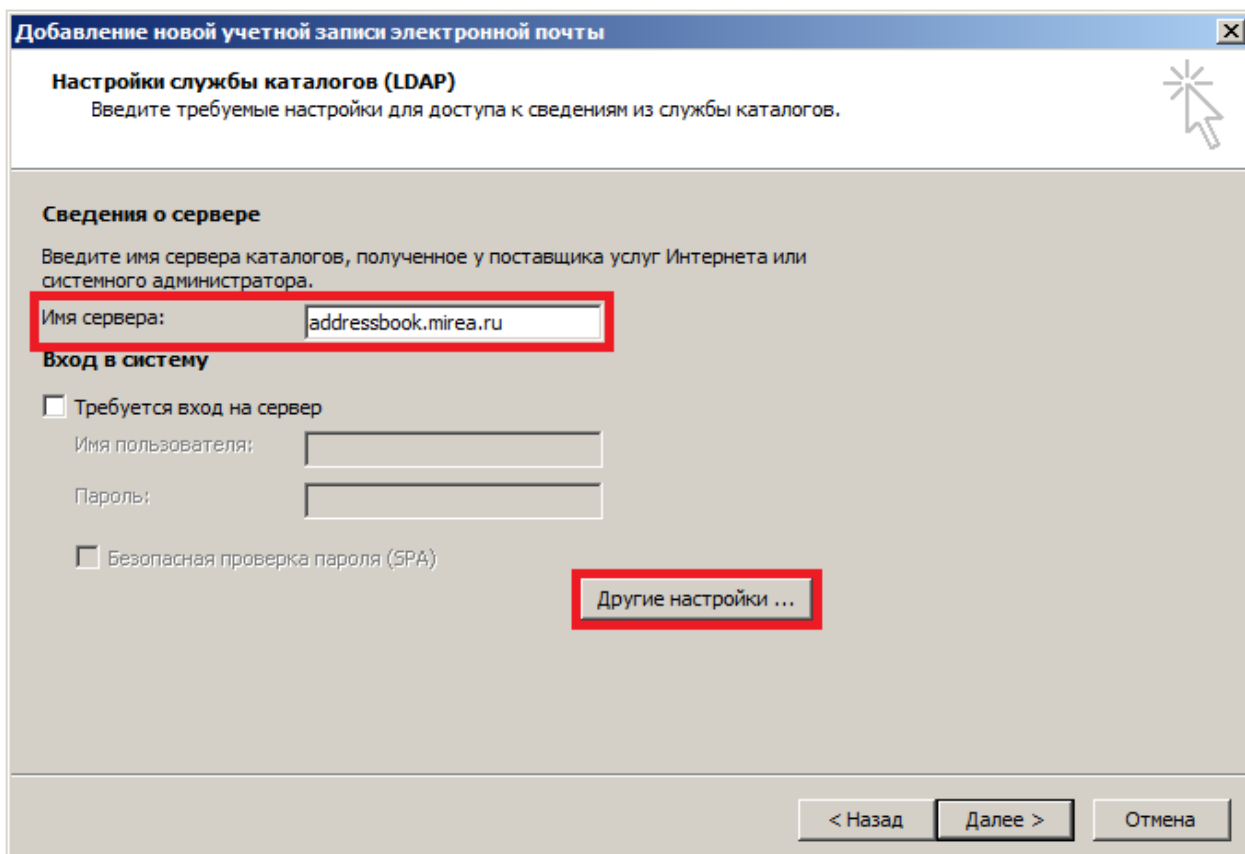 Добавление новой учетной записи электронной почты
Настройки службы каталогов (LDAP)
Введите требуемые настройки для доступа к сведениям из службы каталогов.
Сведения о сервере
Введите имя сервера каталогов, полученное у поставщика услуг Интернета или
системного администратора.
Имя сервера: addressbook.mirea.ru
Вход в систему
Требуется вход на сервер
Имя пользователя:
Пароль:
Безопасная проверка пароля (SPA)
Другие настройки ...
< Назад Далее > Отмена